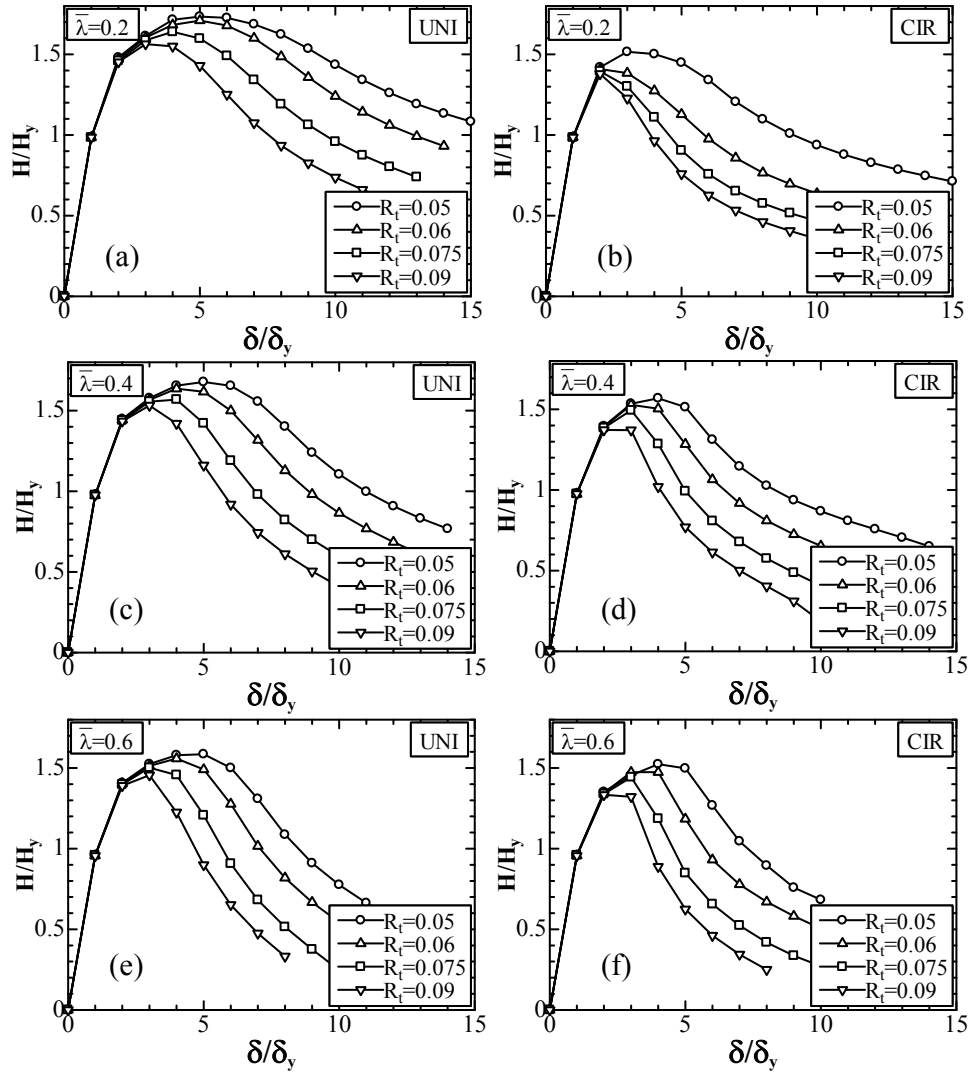 λ̅=0.2
UNI
1.5
1
0.5
0
H/H_y
(a)
R_t=0.05
R_t=0.06
R_t=0.075
R_t=0.09
0 5 10 15
δ/δ_y
λ̅=0.2
CIR
1.5
1
0.5
0
H/H_y
(b)
R_t=0.05
R_t=0.06
R_t=0.075
R_t=0.09
0 5 10 15
δ/δ_y
λ̅=0.4
UNI
1.5
1
0.5
0
H/H_y
(c)
R_t=0.05
R_t=0.06
R_t=0.075
R_t=0.09
0 5 10 15
δ/δ_y
λ̅=0.4
CIR
1.5
1
0.5
0
H/H_y
(d)
R_t=0.05
R_t=0.06
R_t=0.075
R_t=0.09
0 5 10 15
δ/δ_y
λ̅=0.6
UNI
1.5
1
0.5
0
H/H_y
(e)
R_t=0.05
R_t=0.06
R_t=0.075
R_t=0.09
0 5 10 15
δ/δ_y
λ̅=0.6
CIR
1.5
1
0.5
0
H/H_y
(f)
R_t=0.05
R_t=0.06
R_t=0.075
R_t=0.09
0 5 10 15
δ/δ_y